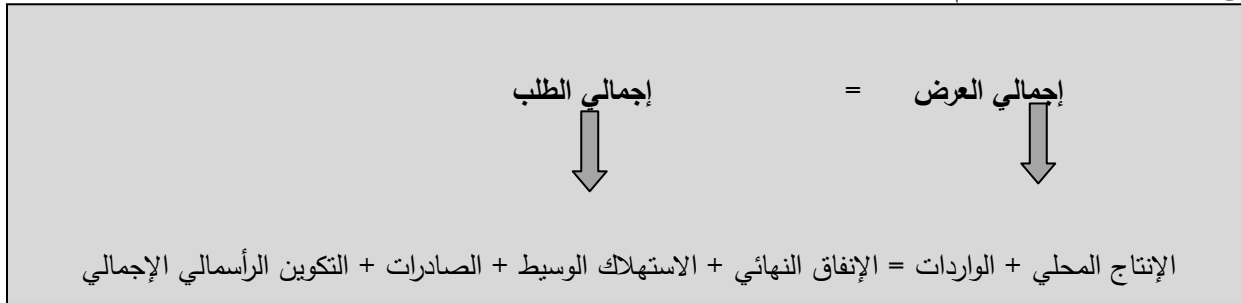 إجمالي العرض = إجمالي الطلب
الإنتاج المحلي + الواردات = الإنفاق النهائي + الاستهلاك الوسيط + الصادرات + التكوين الرأسمالي الإجمالي